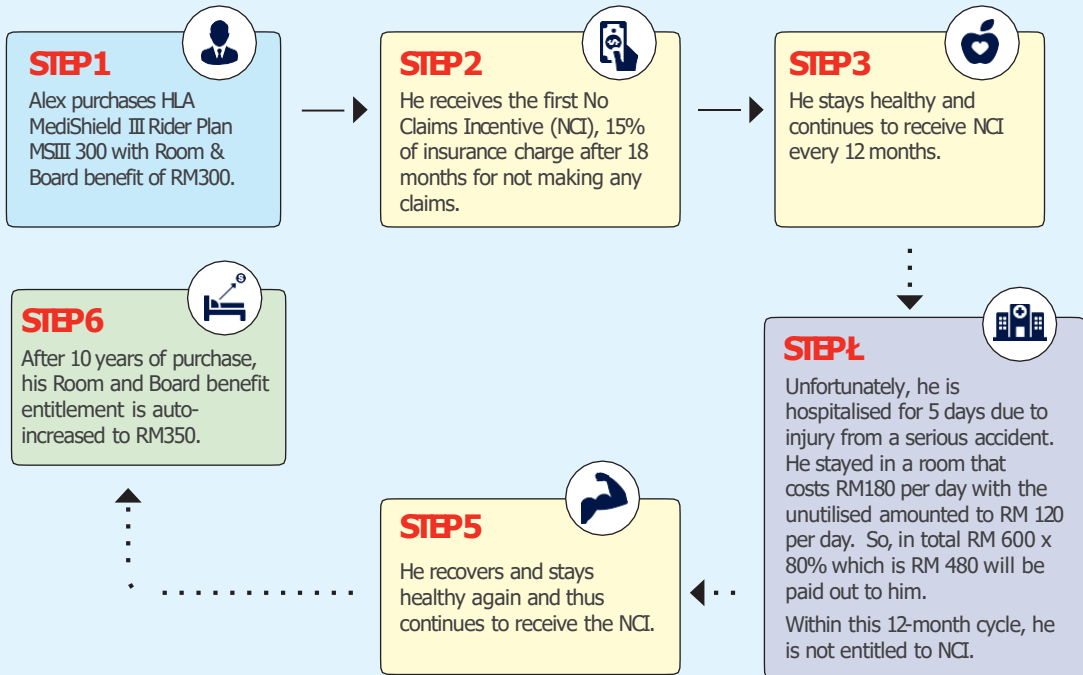 STEP1
Alex purchases HLA
MediShield III Rider Plan
MSIII 300 with Room &
Board benefit of RM300.
STEP2
He receives the first No
Claims Incentive (NCI), 15%
of insurance charge after 18
months for not making any
claims.
STEP3
He stays healthy and
continues to receive NCI
every 12 months.
STEPŁ
Unfortunately, he is
hospitalised for 5 days due to
injury from a serious accident.
He stayed in a room that
costs RM180 per day with the
unutilised amounted to RM 120
per day. So, in total RM 600 x
80% which is RM 480 will be
paid out to him.
Within this 12-month cycle, he
is not entitled to NCI.
STEP5
He recovers and stays
healthy again and thus
continues to receive the NCI.
STEP6
After 10 years of purchase,
his Room and Board benefit
entitlement is auto-
increased to RM350.